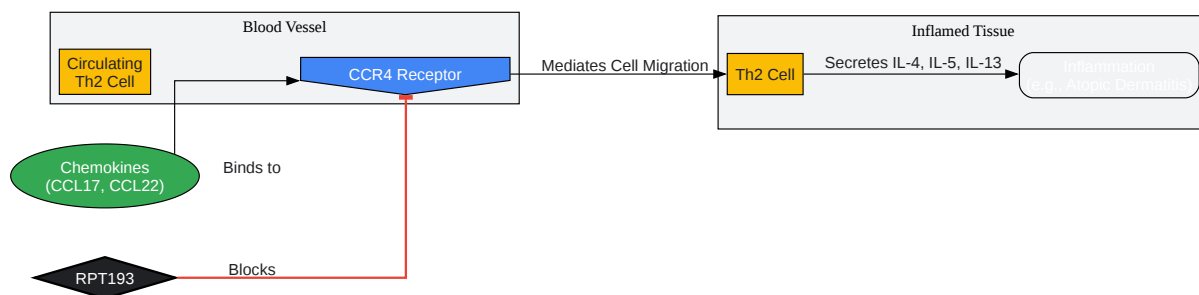 Blood Vessel
Circulating
Th2 Cell
CCR4 Receptor
Mediates Cell Migration
Inflamed Tissue
Th2 Cell
Secretes IL-4, IL-5, IL-13
Inflammation
(e.g., Atopic Dermatitis)
Chemokines
(CCL17, CCL22)
Binds to
RPT193
Blocks